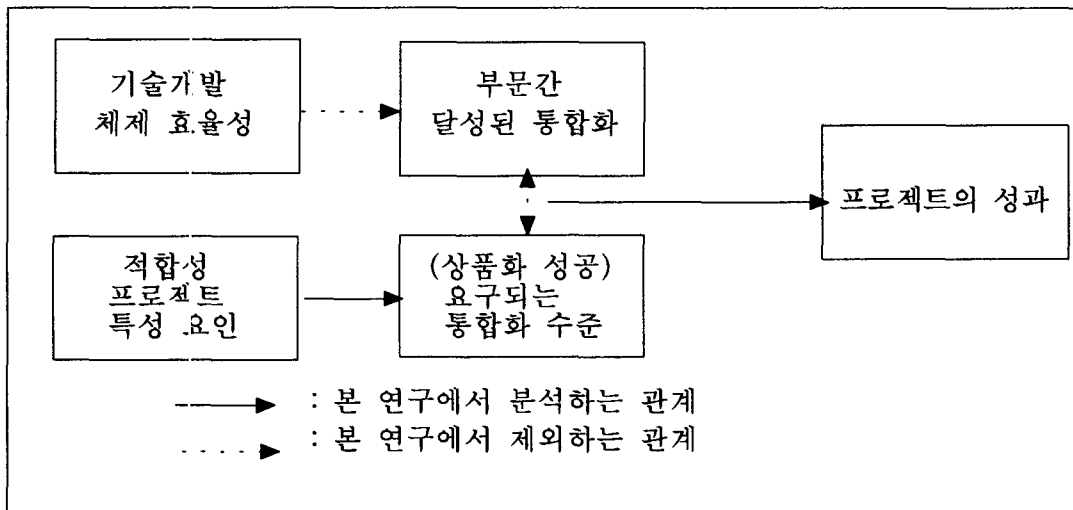 기술개발
체제 효율성
부문간
달성된 통합화
프로젝트의 성과
적합성
프로젝트
특성 요인
(상품화 성공)
요구되는
통합화 수준
: 본 연구에서 분석하는 관계
: 본 연구에서 제외하는 관계